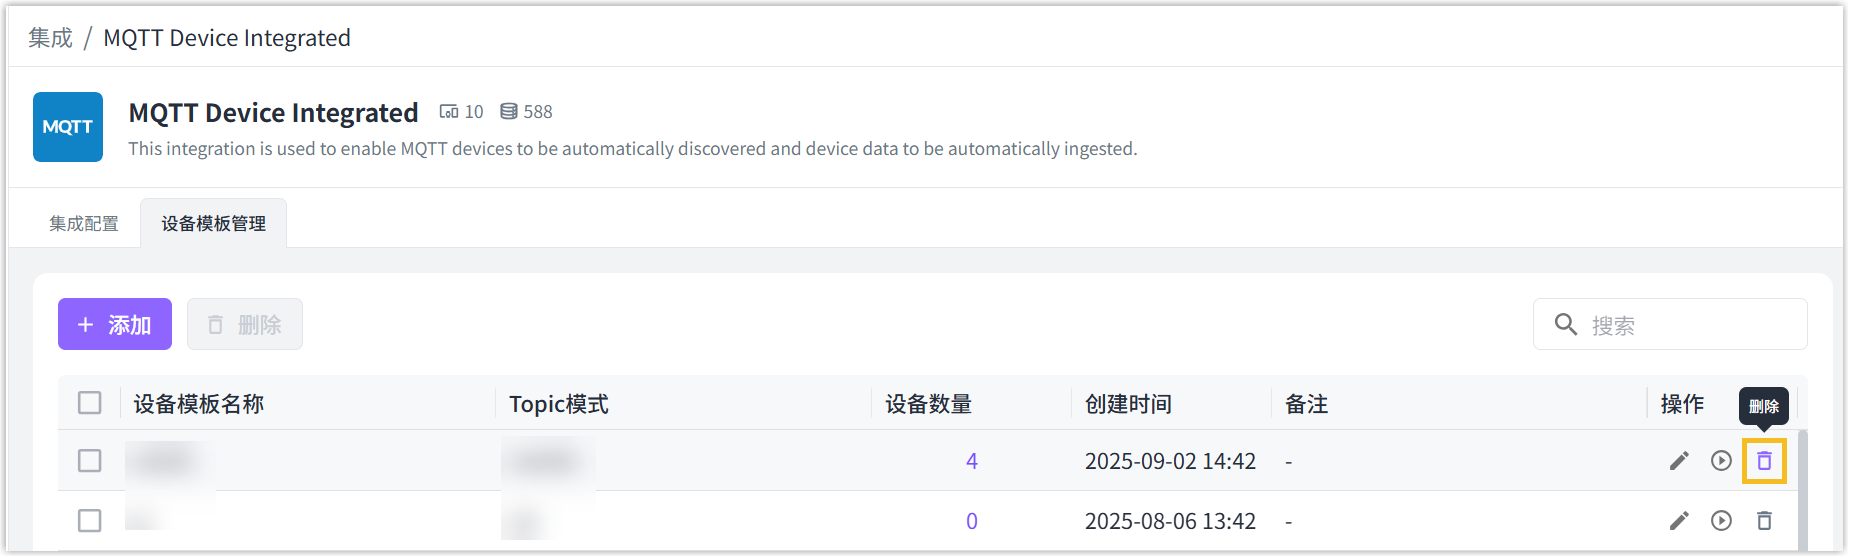 集成 / MQTT Device Integrated
MQTT
MQTT Device Integrated 10 588
This integration is used to enable MQTT devices to be automatically discovered and device data to be automatically ingested.
集成配置 设备模板管理
+ 添加 删除 搜索
设备模板名称 Topic模式 设备数量 创建时间 备注 操作 删除
4 2025-09-02 14:42 -
0 2025-08-06 13:42 -